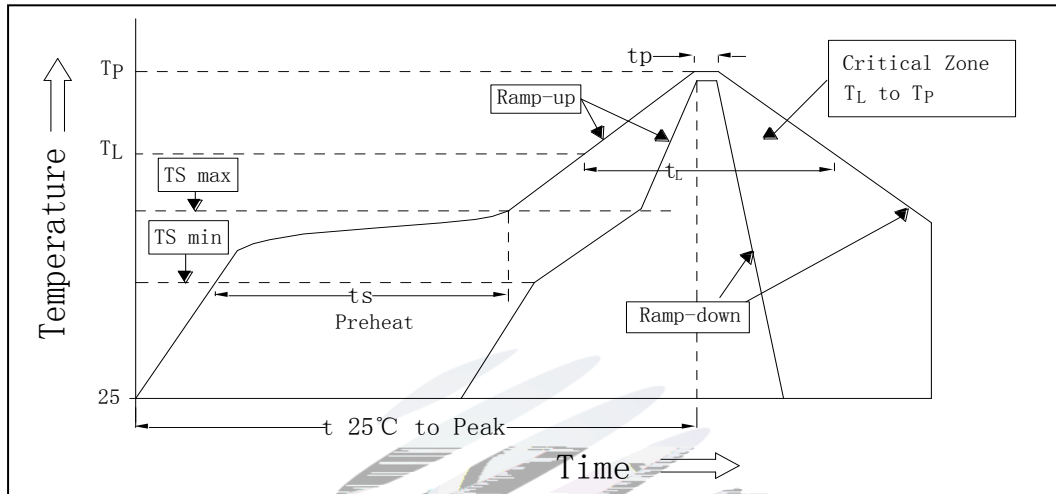 tp
Critical Zone
TL to TP
TP
Ramp-up
TL
tL
TS max
TS min
ts
Preheat
Ramp-down
25
t 25℃ to Peak
Time
Temperature